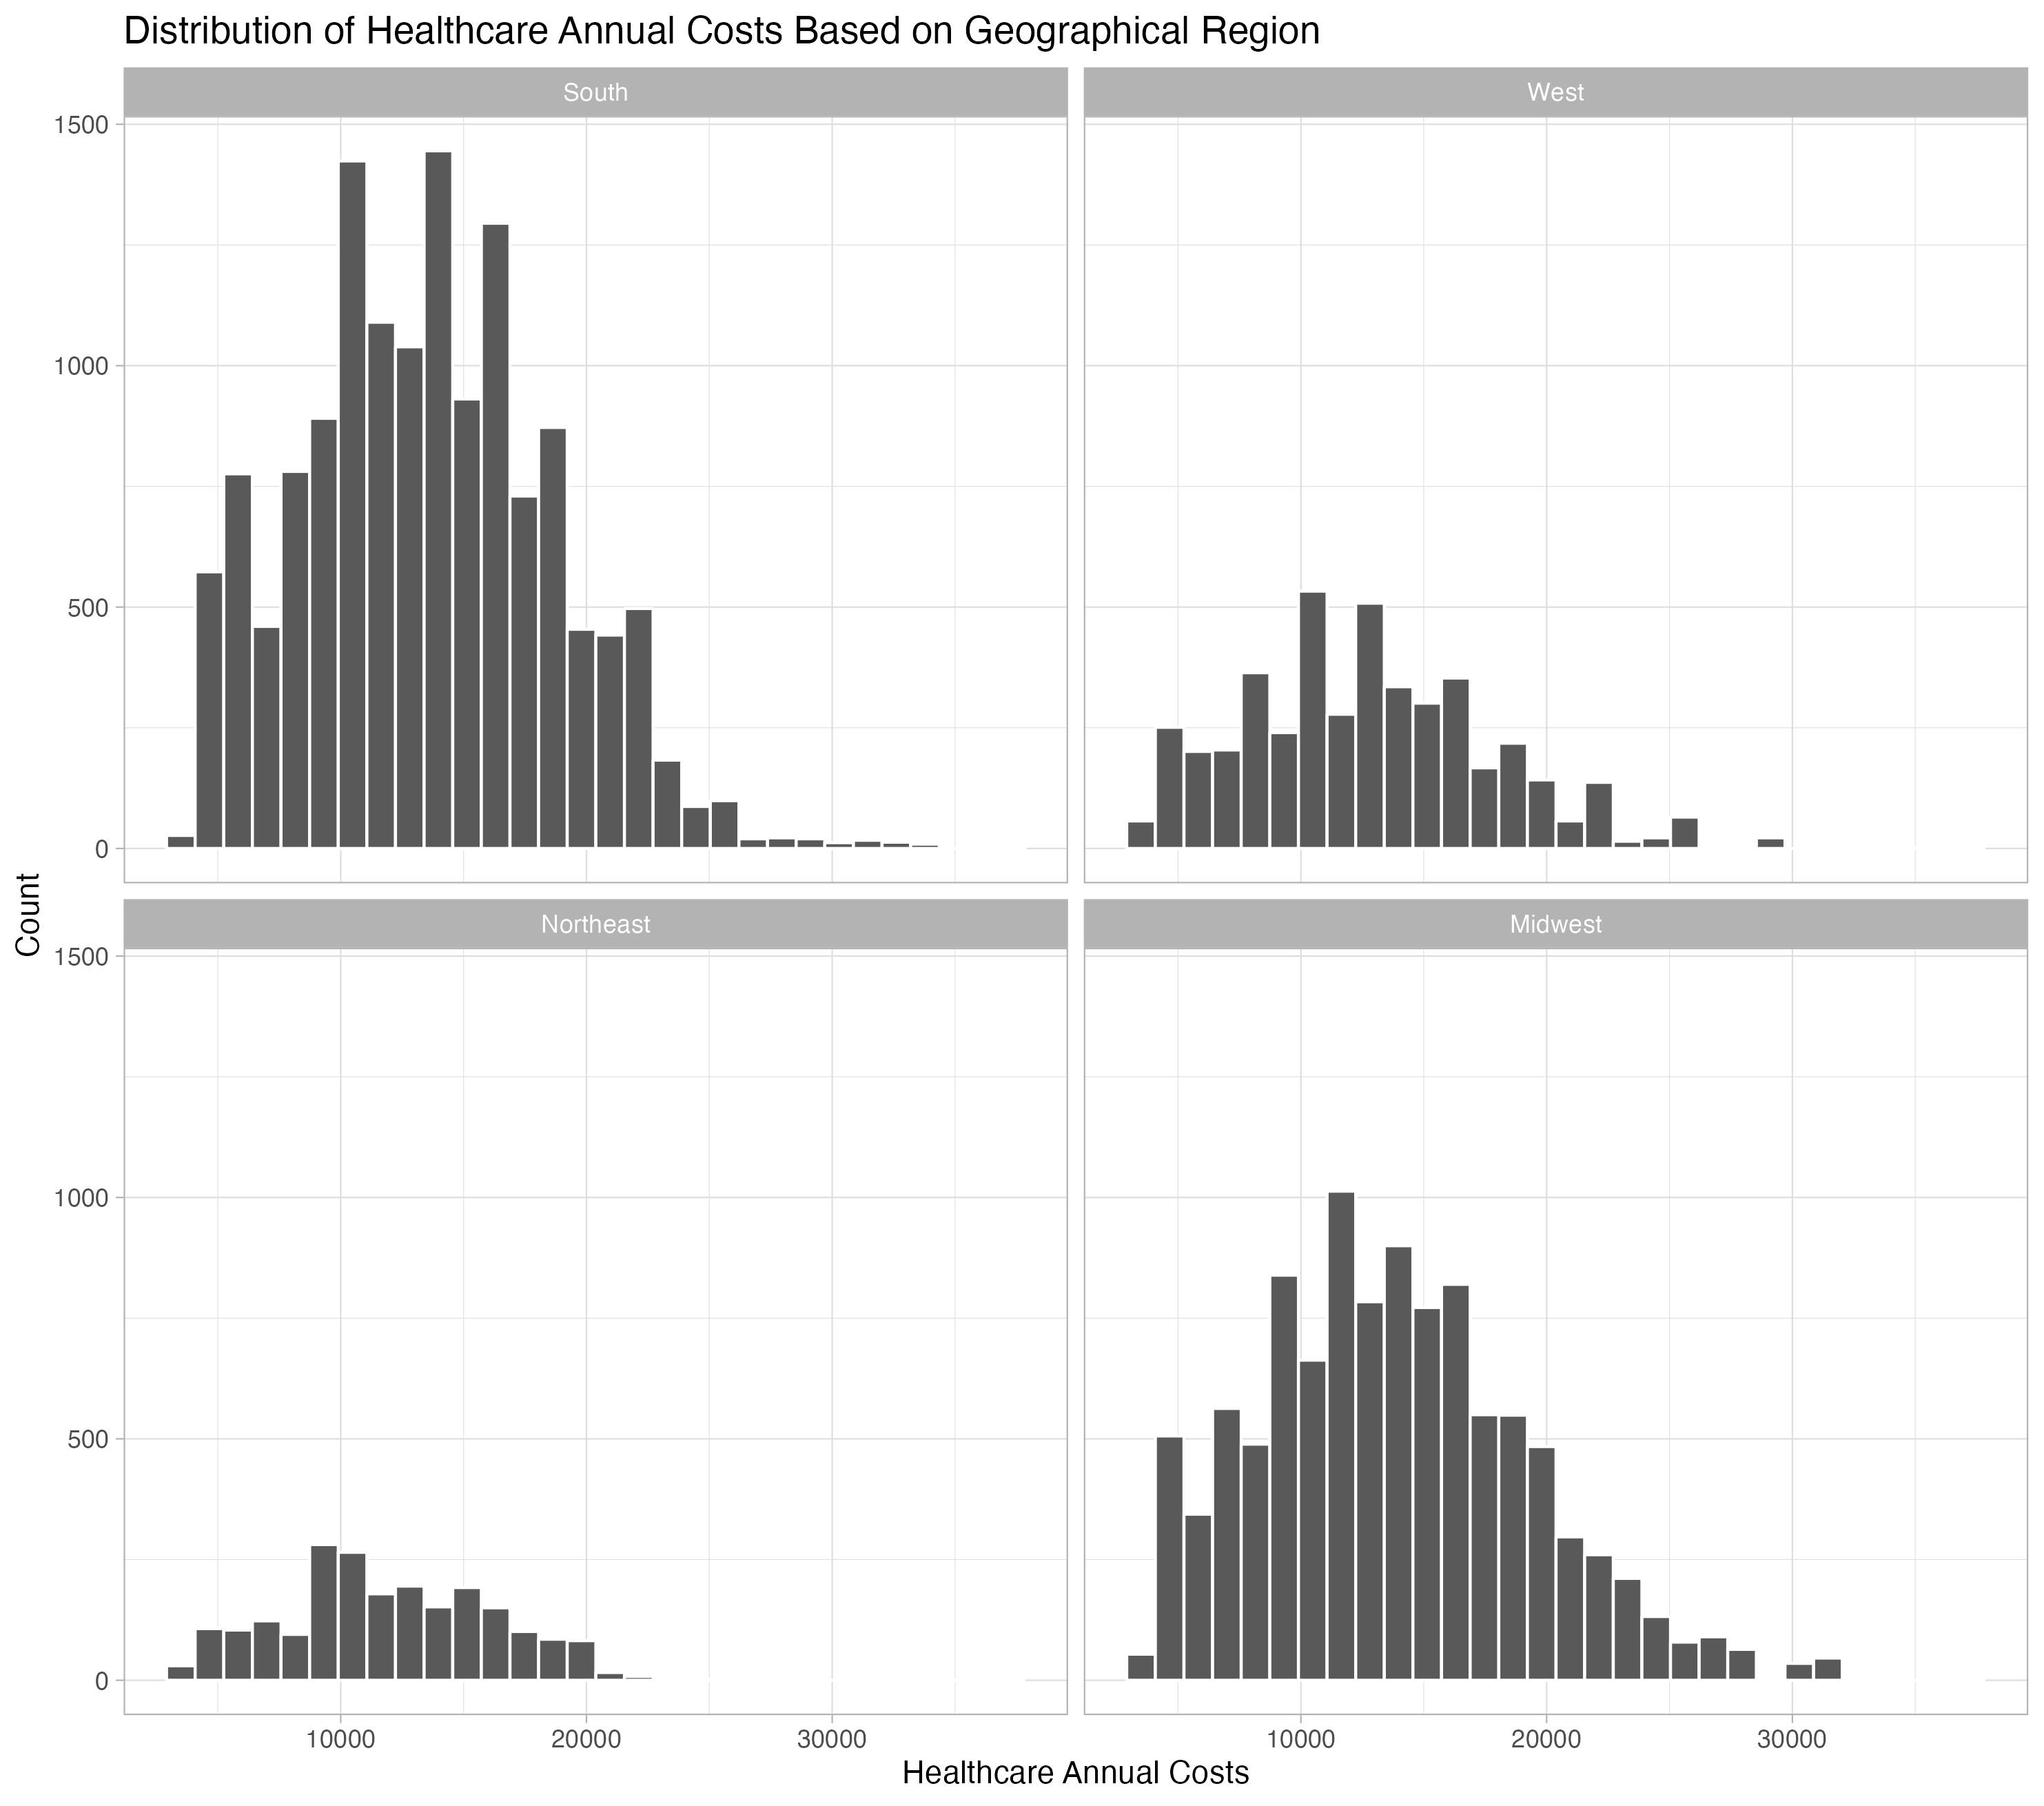 Distribution of Healthcare Annual Costs Based on Geographical Region
South
West
1500
1000
500
0
Count
Northeast
Midwest
1500
1000
500
0
10000
20000
30000
10000
20000
30000
Healthcare Annual Costs